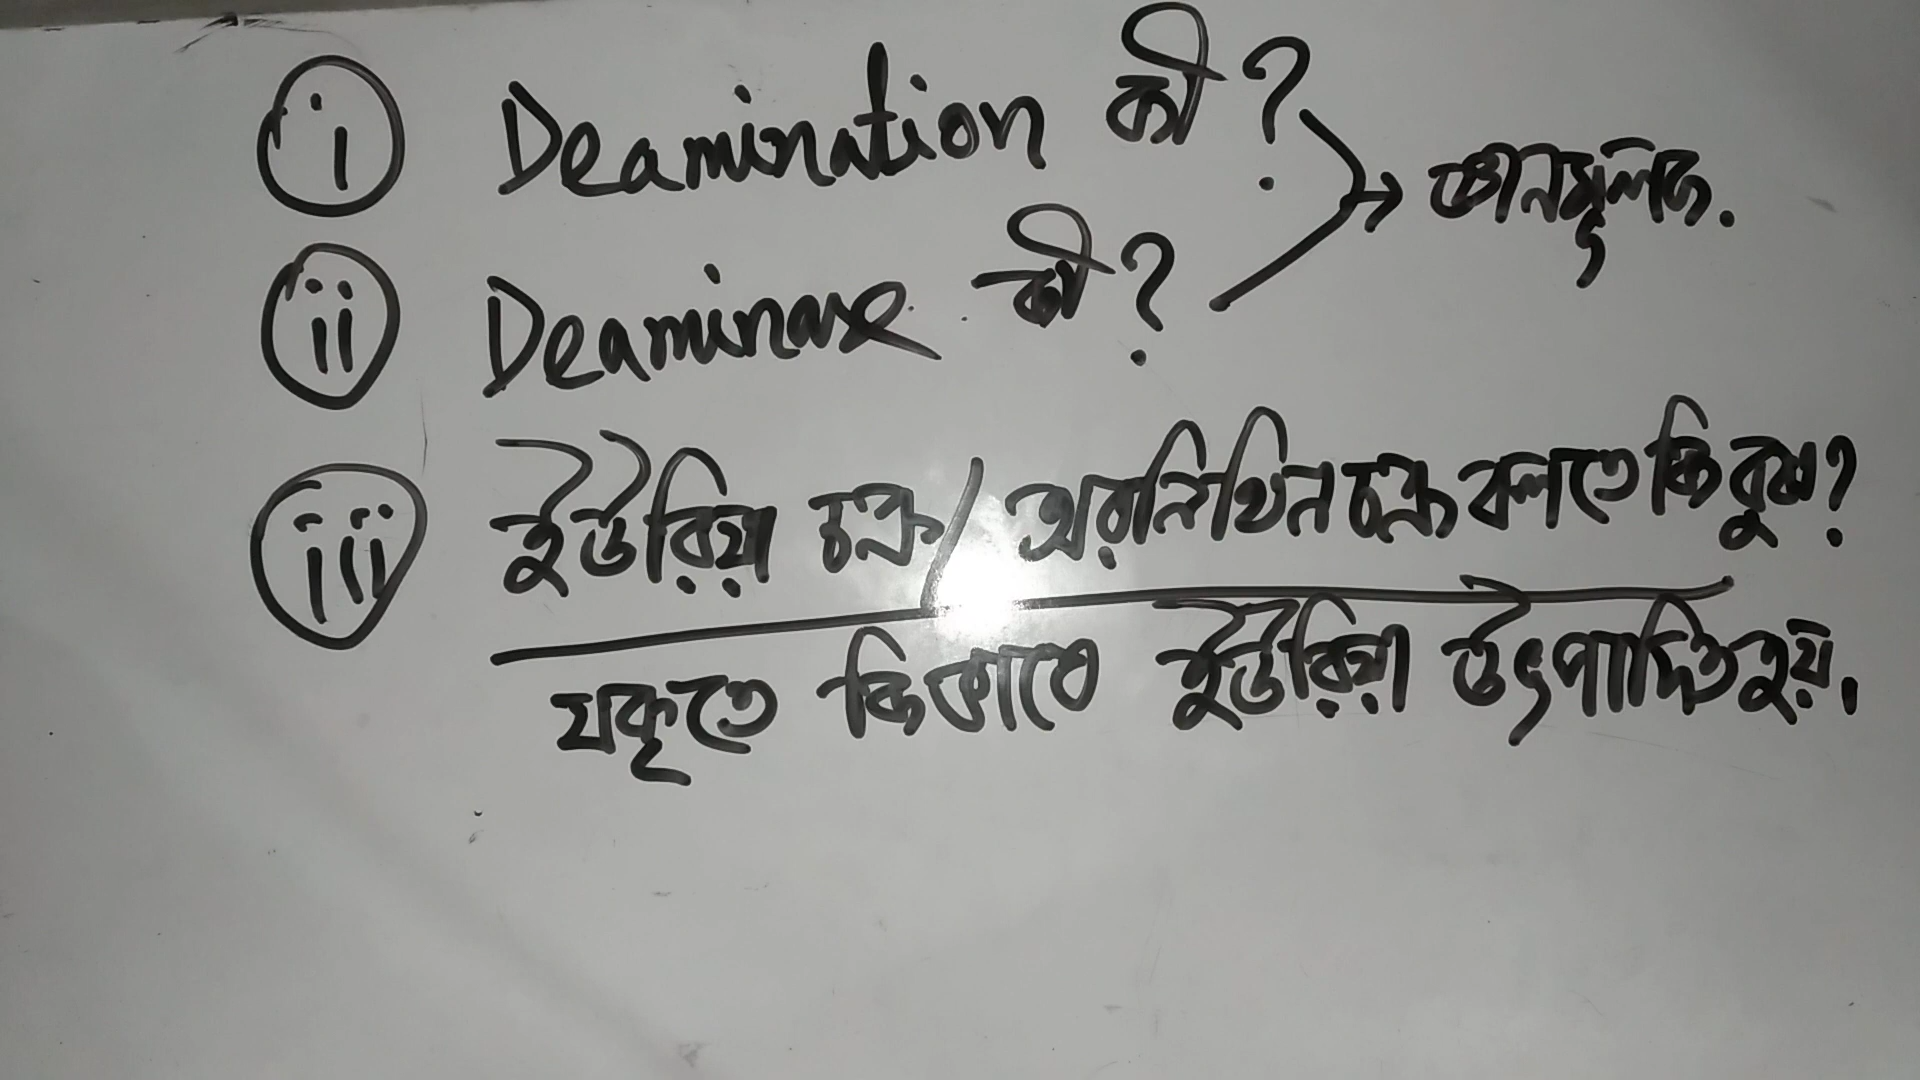 i Deamination কী?
→ জ্ঞানমূলক.
ii Deaminase কী?
iii ইউরিয়া চক্র/অরনিথিন চক্র বলতে কি বুঝ?
যকৃতে কিভাবে ইউরিয়া উৎপাদিত হয়.